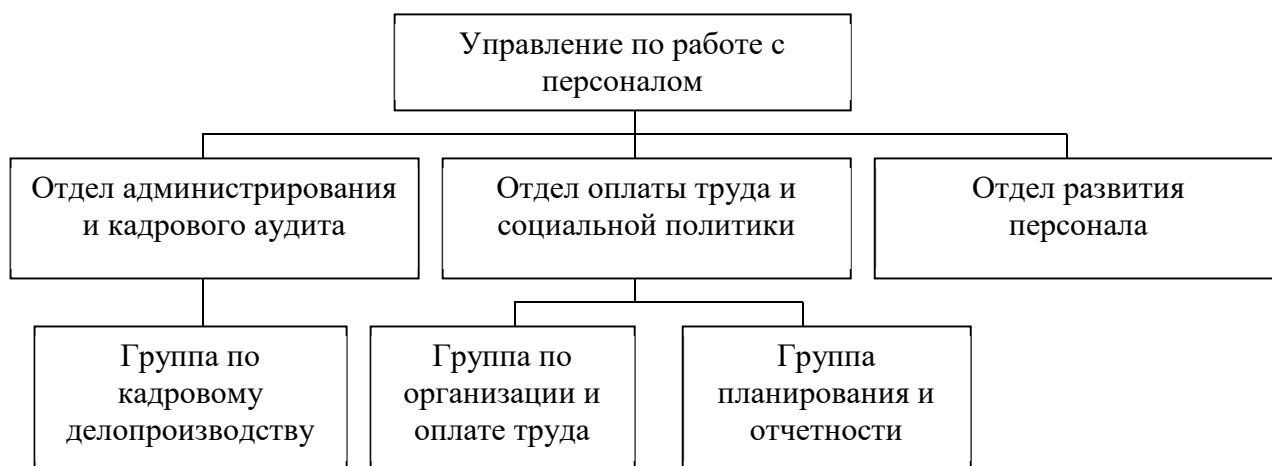 Управление по работе с
персоналом
Отдел администрирования
и кадрового аудита
Отдел оплаты труда и
социальной политики
Отдел развития
персонала
Группа по
кадровому
делопроизводству
Группа по
организации и
оплате труда
Группа
планирования и
отчетности